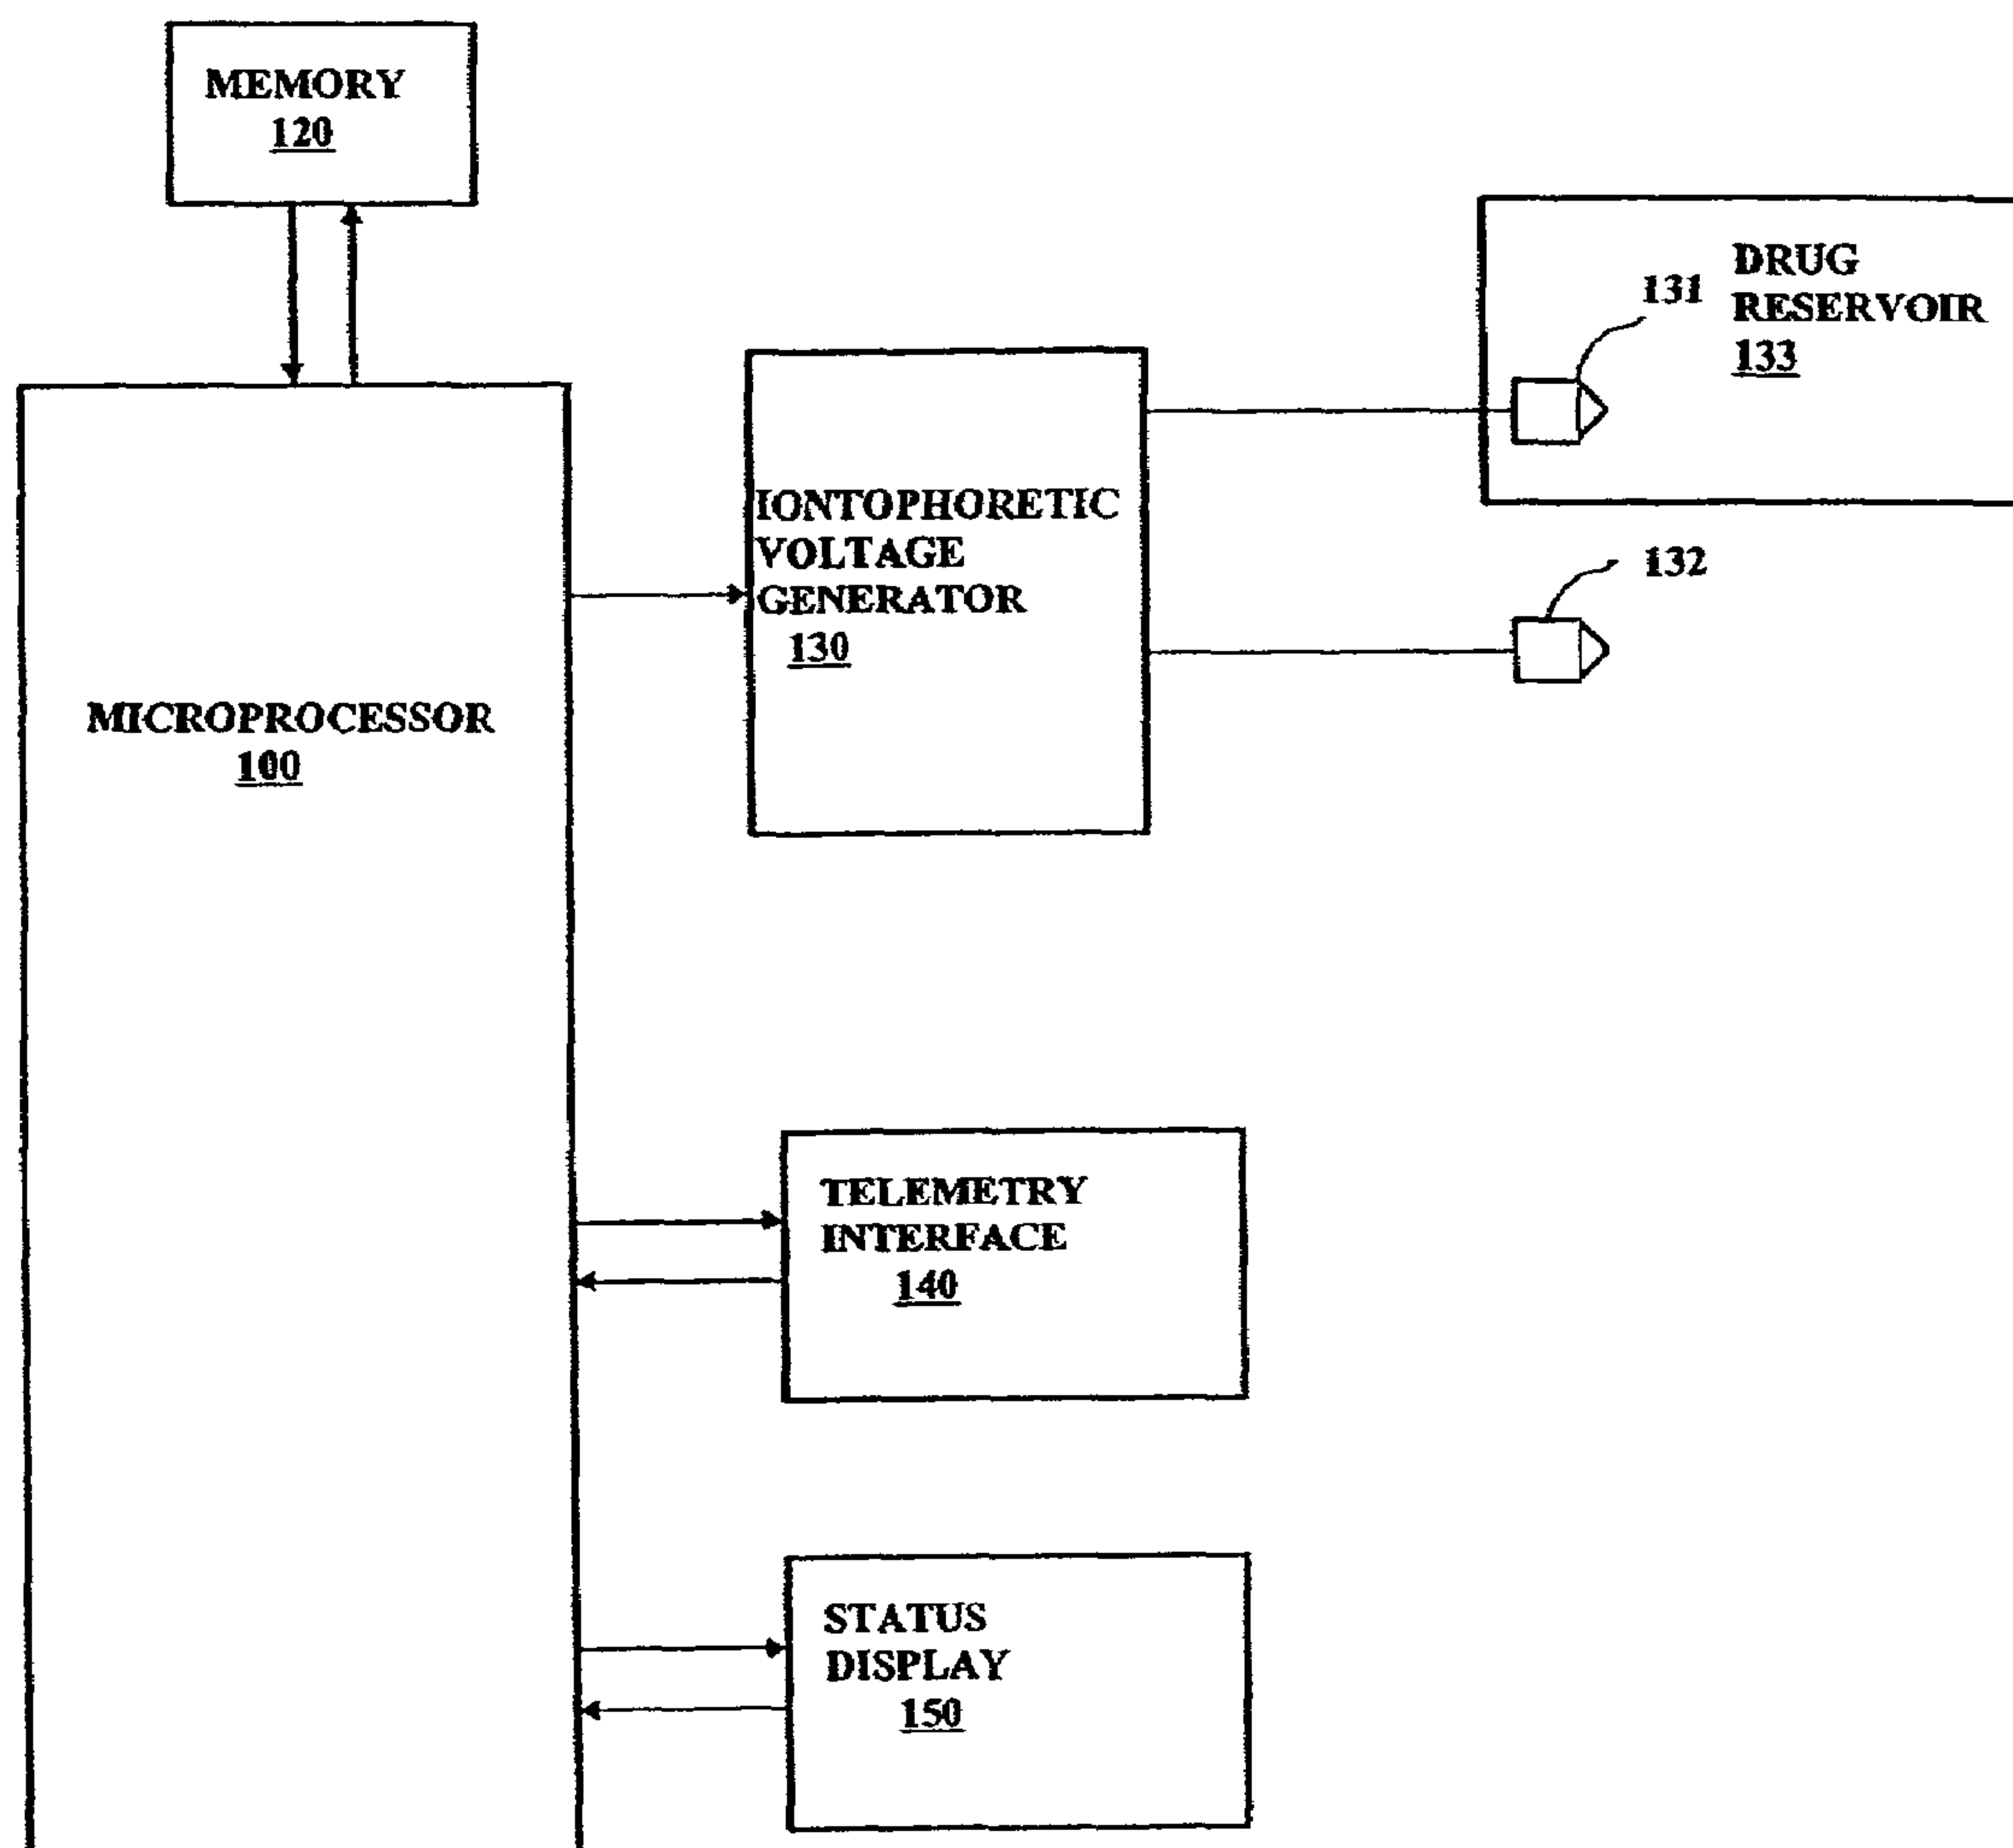 MEMORY
120
DRUG
RESERVOIR
133
131
IONTOPHORETIC
VOLTAGE
GENERATOR
130
132
MICROPROCESSOR
100
TELEMETRY
INTERFACE
140
STATUS
DISPLAY
150